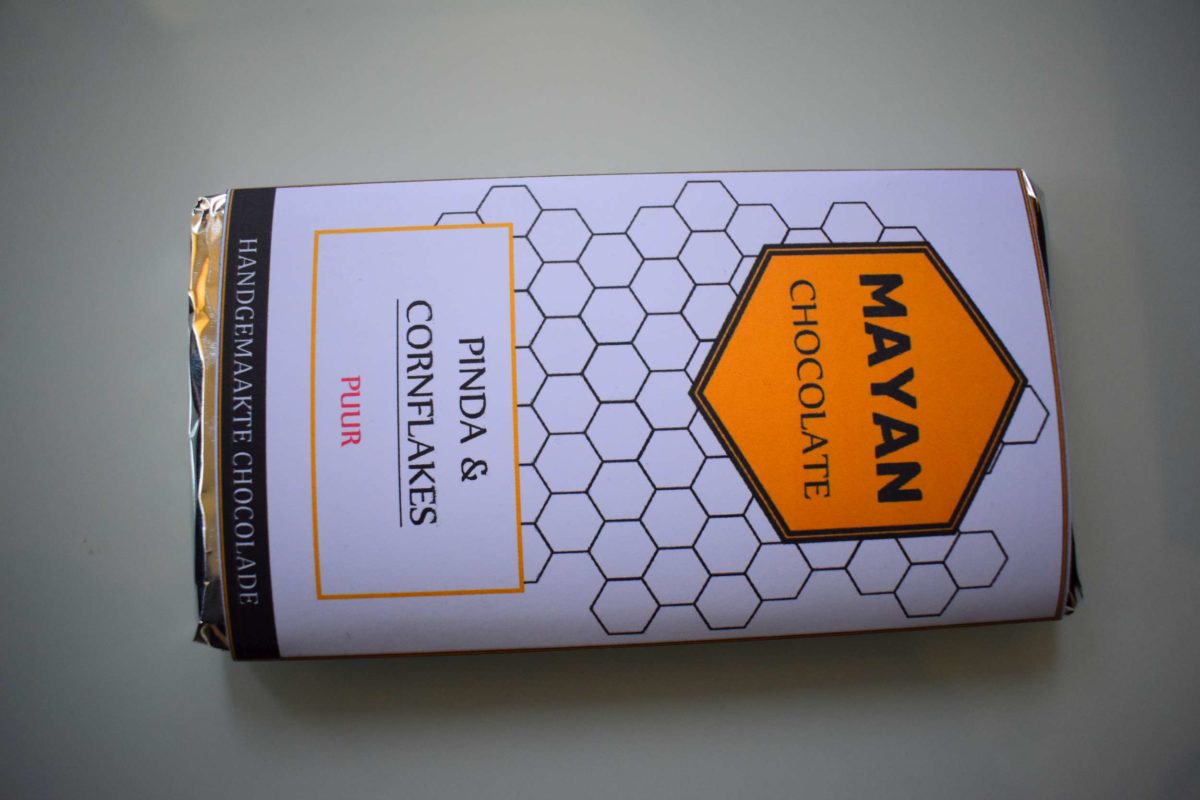 MAYAN
CHOCOLATE
PINDA &
CORNFLAKES
PUUR
HANDGEMAAKTE CHOCOLADE